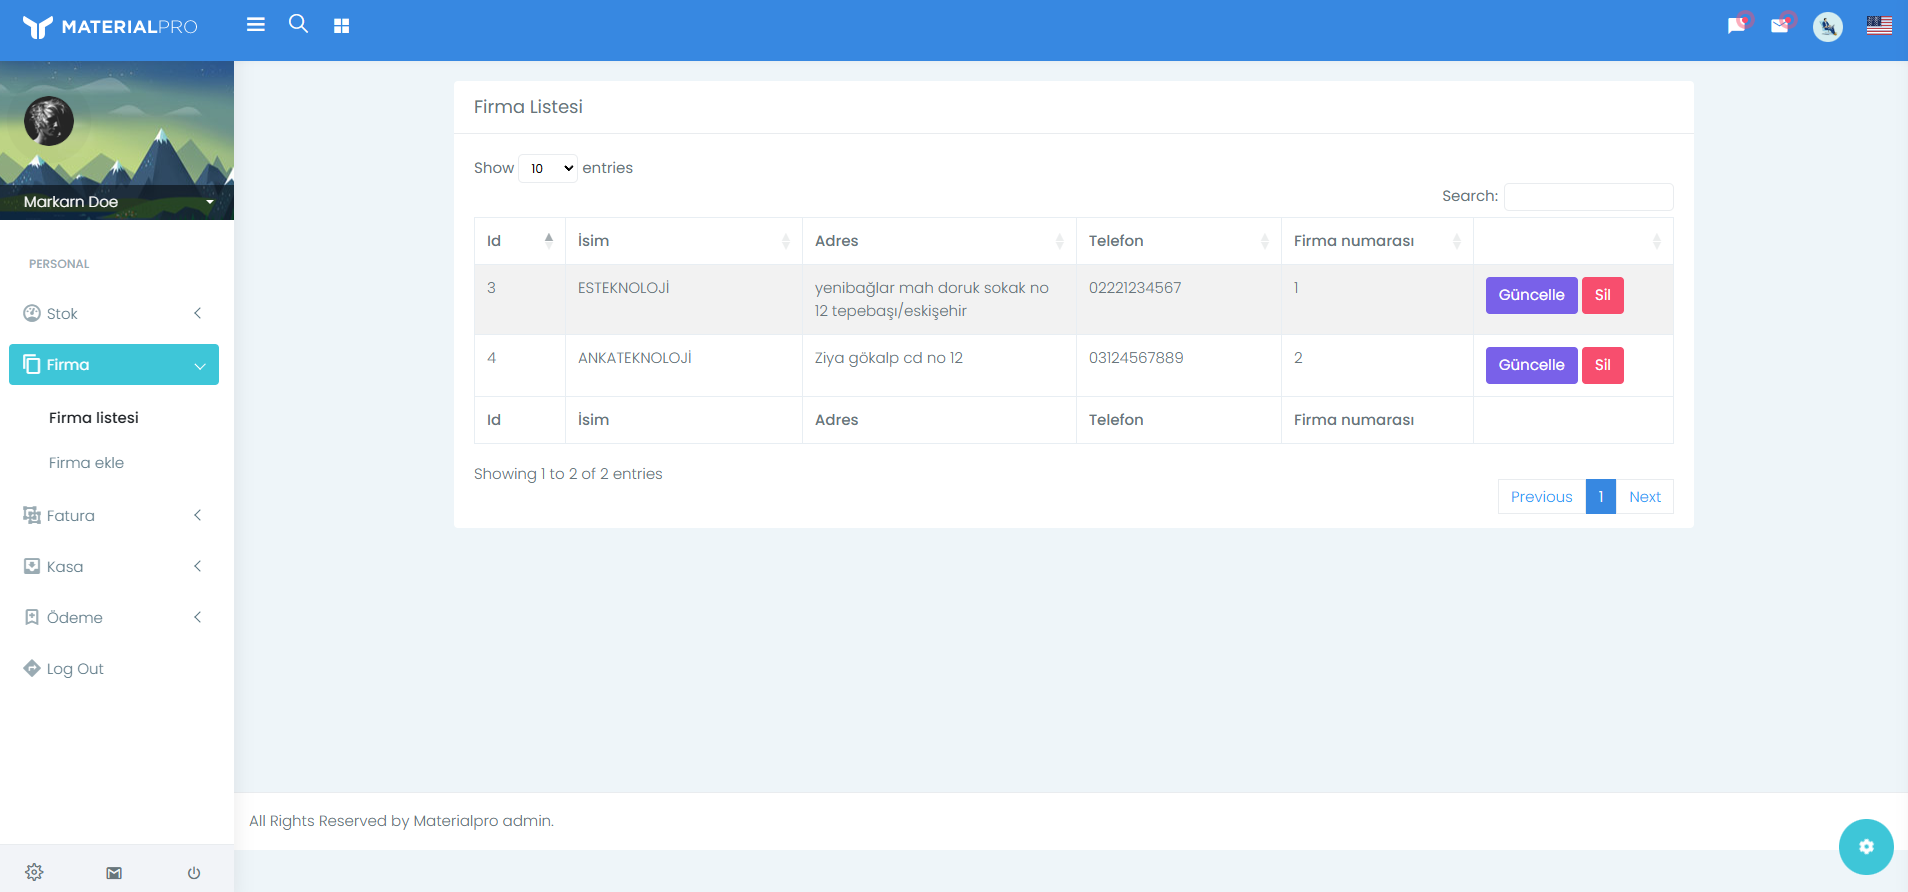 MATERIALPRO
Markarn Doe
PERSONAL
Stok
Firma
Firma listesi
Firma ekle
Fatura
Kasa
Ödeme
Log Out
Firma Listesi
Show 10 entries
Search:
Id İsim Adres Telefon Firma numarası
3 ESTEKNOLOJİ yenibağlar mah doruk sokak no 02221234567 1 Güncelle Sil
12 tepebaşı/eskişehir
4 ANKATEKNOLOJİ Ziya gökalp cd no 12 03124567889 2 Güncelle Sil
Id İsim Adres Telefon Firma numarası
Showing 1 to 2 of 2 entries
Previous 1 Next
All Rights Reserved by Materialpro admin.